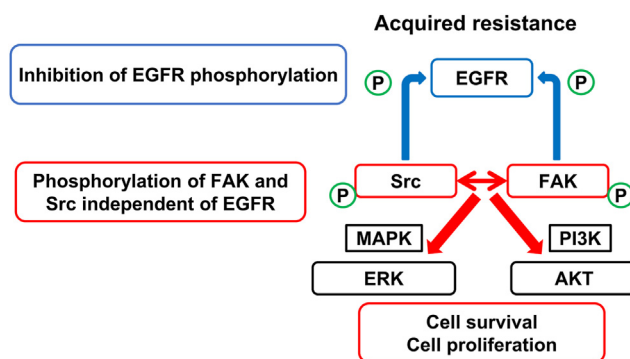 Acquired resistance
Inhibition of EGFR phosphorylation
P
EGFR
P
Phosphorylation of FAK and
Src independent of EGFR
P
Src
FAK
P
MAPK
PI3K
ERK
AKT
Cell survival
Cell proliferation